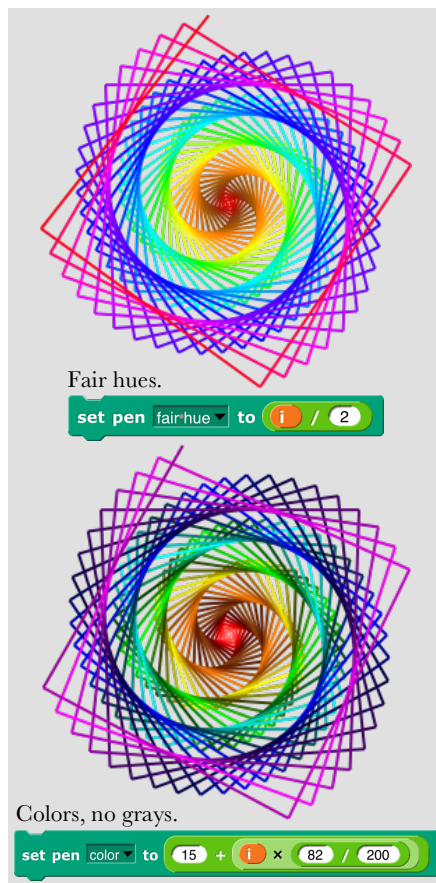 Fair hues.
set pen fair hue to i / 2
Colors, no grays.
set pen color to 15 + i × 82 / 200